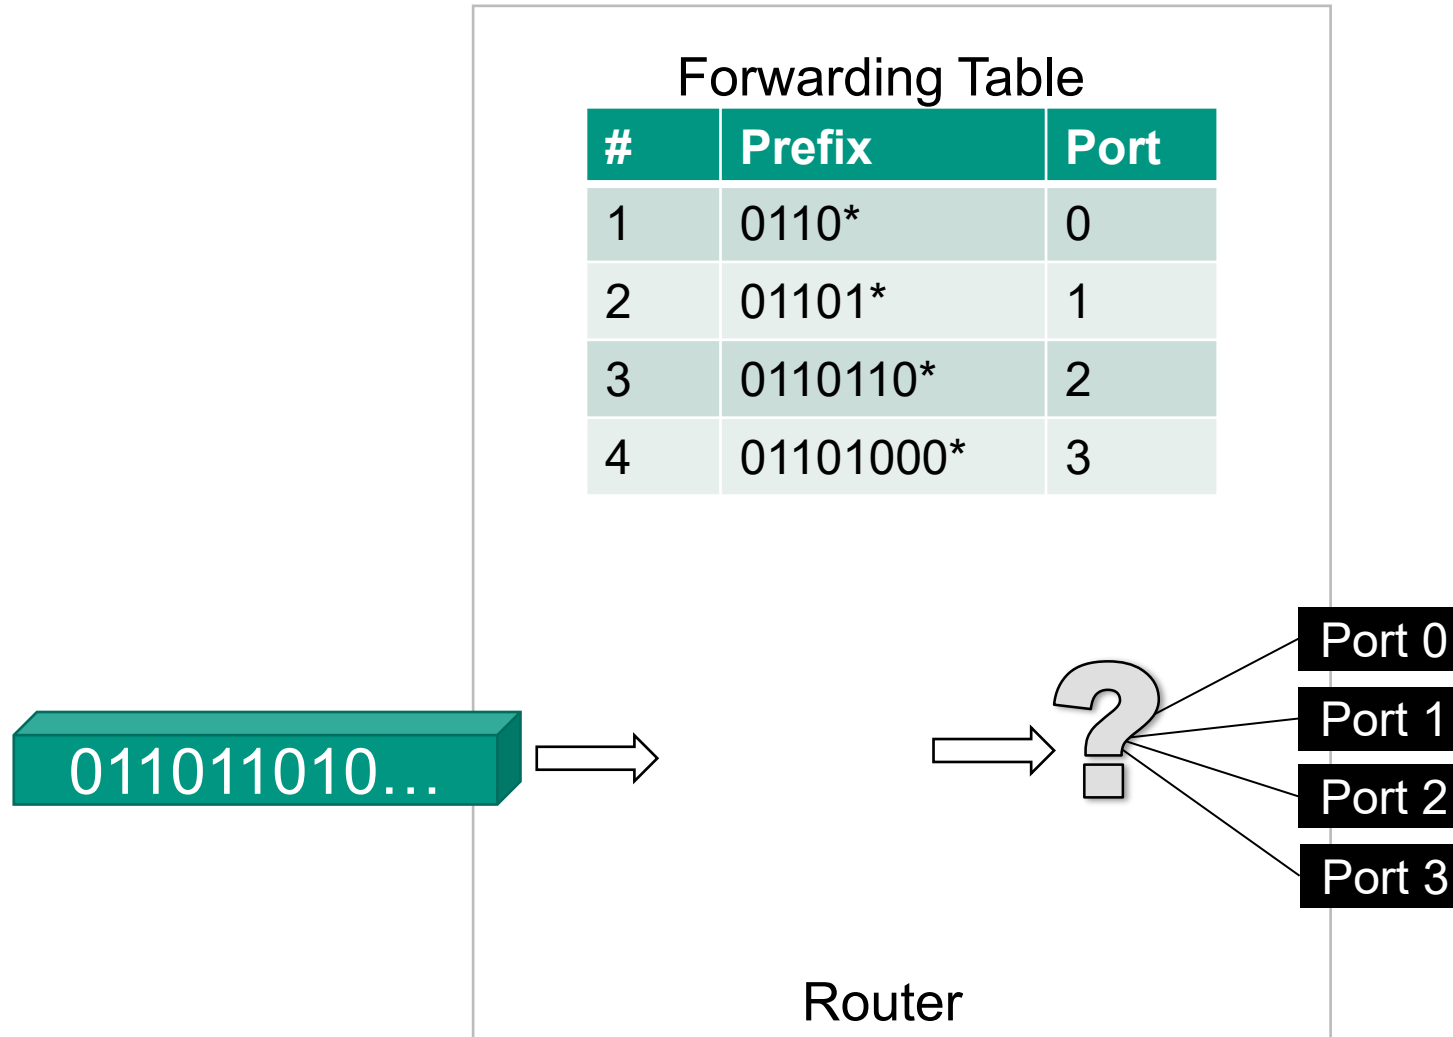 Forwarding Table
# Prefix Port
1 0110* 0
2 01101* 1
3 0110110* 2
4 01101000* 3
Port 0
Port 1
011011010…
?
Port 2
Port 3
Router